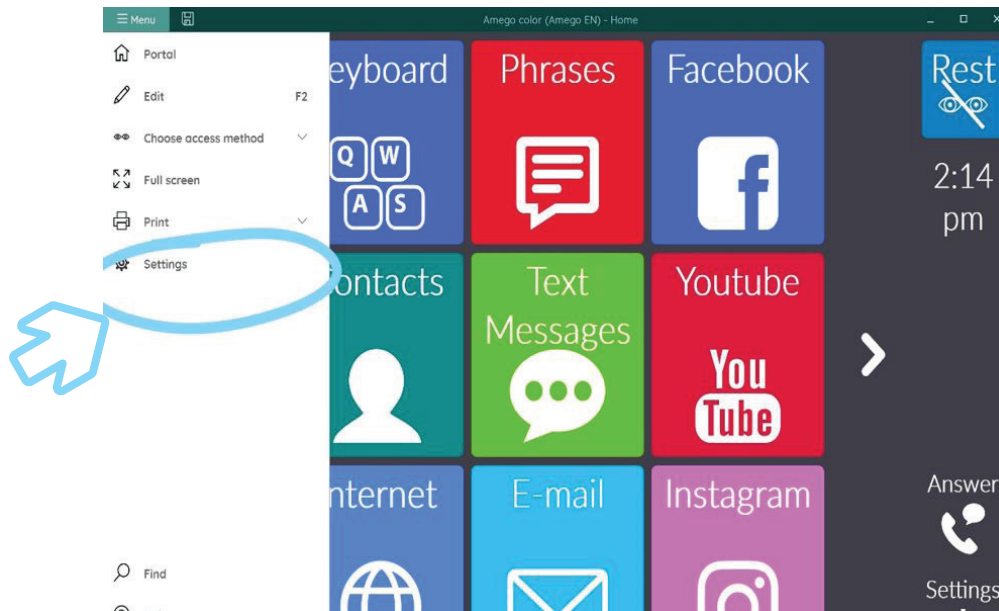 Menu
Amego color (Amego EN) - Home
Portal
Edit F2
Choose access method
Full screen
Print
Settings
Find
eyboard
Q W
A S
Phrases
Facebook
f
Rest
2:14
pm
ontacts
Text
Messages
Youtube
You
Tube
nternet
E-mail
Instagram
Answer
Settings